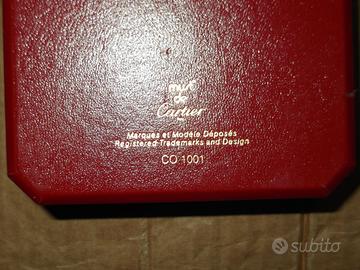 must
de
Cartier
Marques et Modèle Déposés
Registered Trademarks and Design
CO 1001
subito